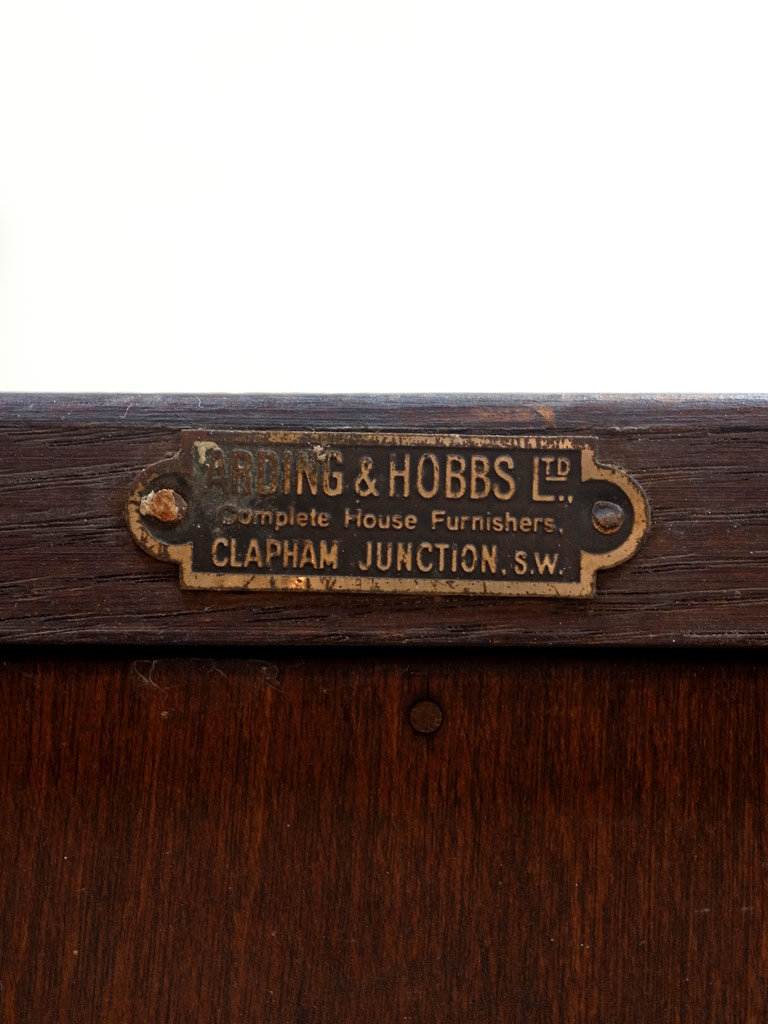 ARDING & HOBBS LTD.,
Complete House Furnishers,
CLAPHAM JUNCTION, S.W.